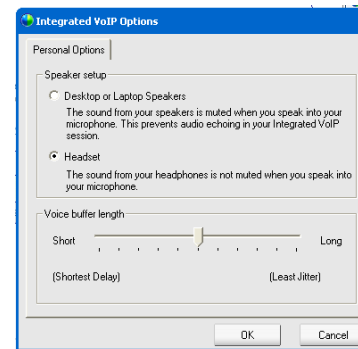 Integrated VoIP Options
Personal Options
Speaker setup
Desktop or Laptop Speakers
The sound from your speakers is muted when you speak into your
microphone. This prevents audio echoing in your Integrated VoIP
session.
Headset
The sound from your headphones is not muted when you speak into
your microphone.
Voice buffer length
Short
Long
(Shortest Delay)
(Least Jitter)
OK
Cancel